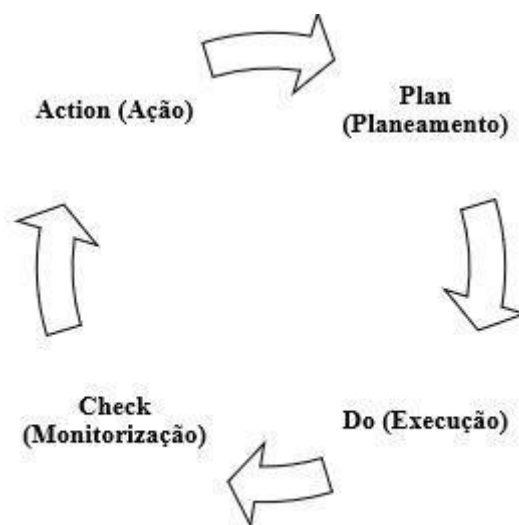 Action (Ação)
Plan
(Planeamento)
Check
(Monitorização)
Do (Execução)